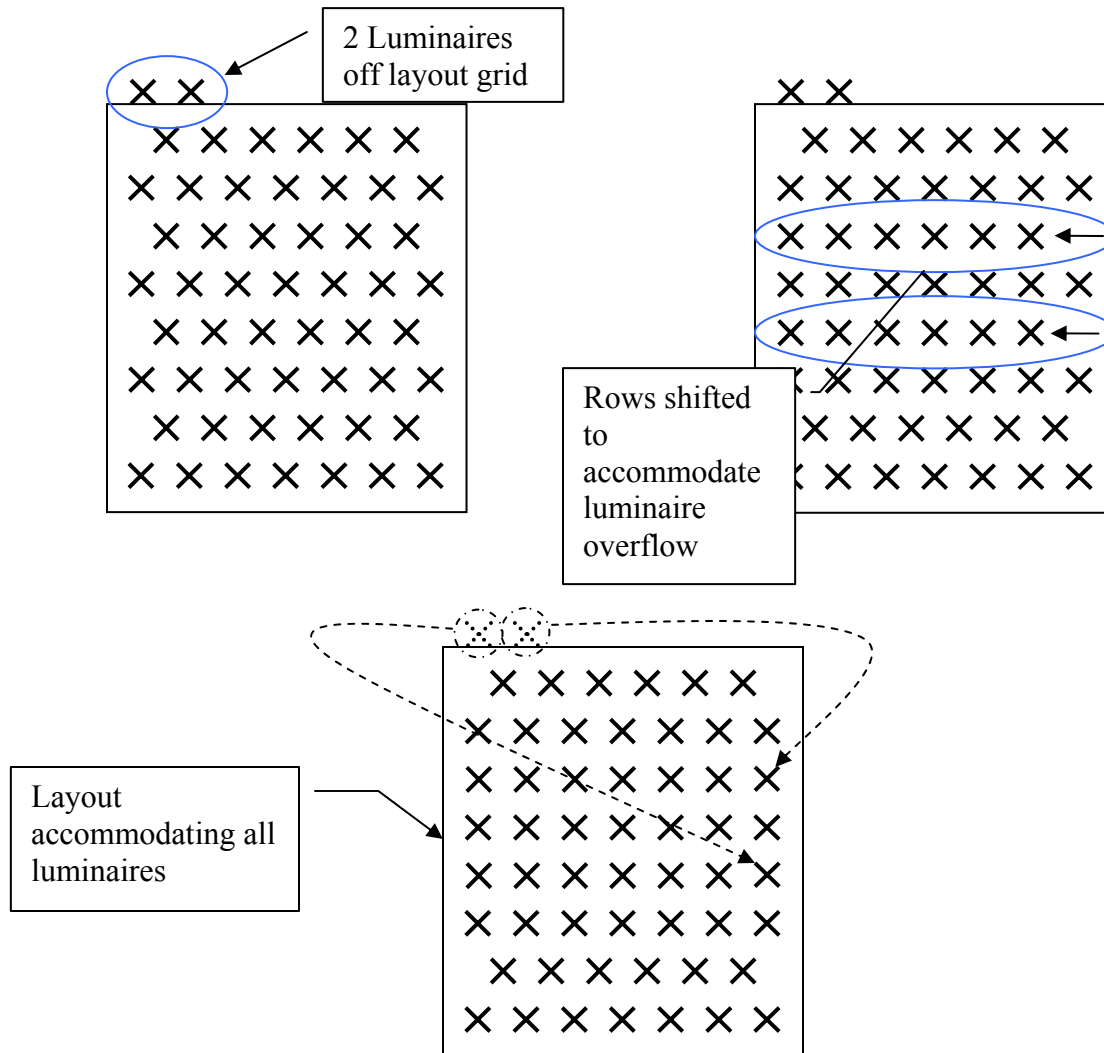 2 Luminaires
off layout grid
Rows shifted
to
accommodate
luminaire
overflow
Layout
accommodating all
luminaires